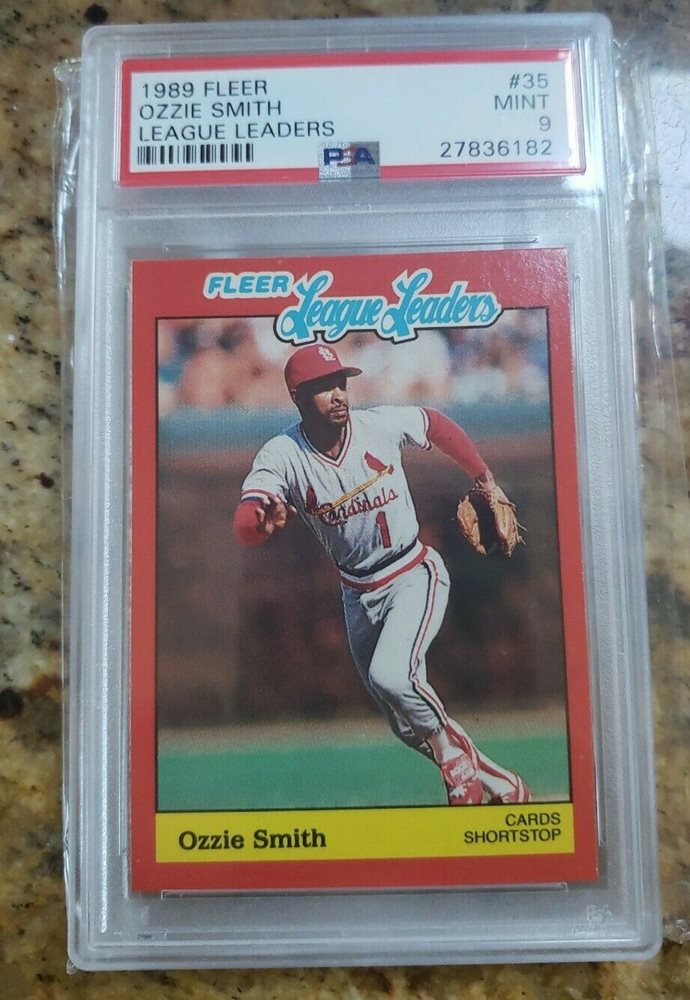 1989 FLEER #35
OZZIE SMITH MINT
LEAGUE LEADERS 9
PSA 27836182
FLEER League Leaders
StL
Cardinals
1
Ozzie Smith
CARDS
SHORTSTOP